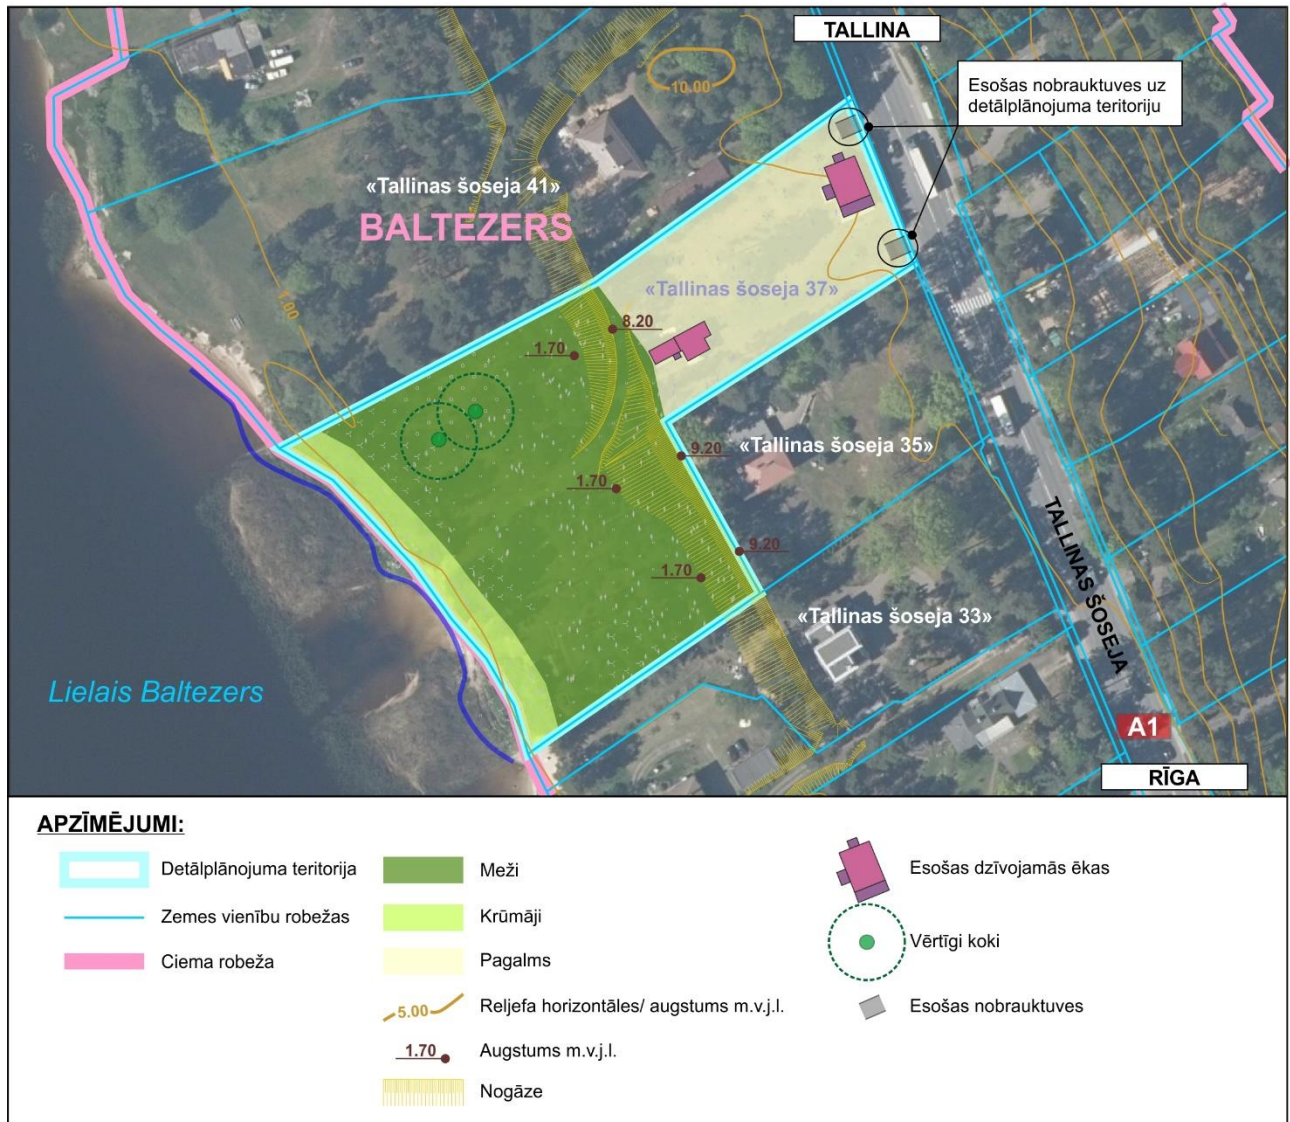 TALLINA
Esošas nobrauktuves uz
detālplānojuma teritoriju
10.00
«Tallinas šoseja 41»
BALTEZERS
«Tallinas šoseja 37»
1.00
8.20
1.70
«Tallinas šoseja 35»
9.20
1.70
9.20
1.70
TALLINAS ŠOSEJA
«Tallinas šoseja 33»
Lielais Baltezers
A1
RĪGA
APZĪMĒJUMI:
Detālplānojuma teritorija
Zemes vienību robežas
Ciema robeža
Meži
Krūmāji
Pagalms
5.00 Reljefa horizontāles/ augstums m.v.j.l.
1.70 Augstums m.v.j.l.
Nogāze
Esošas dzīvojamās ēkas
Vērtīgi koki
Esošas nobrauktuves